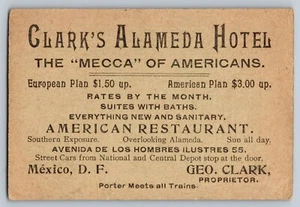 CLARK'S ALAMEDA HOTEL
THE "MECCA" OF AMERICANS.
European Plan $1.50 up. American Plan $3.00 up.
RATES BY THE MONTH.
SUITES WITH BATHS.
EVERYTHING NEW AND SANITARY.
AMERICAN RESTAURANT.
Southern Exposure. Overlooking Alameda. Sun all day.
AVENIDA DE LOS HOMBRES ILUSTRES 55.
Street Cars from National and Central Depot stop at the door.
México, D. F. GEO. CLARK,
PROPRIETOR.
Porter Meets all Trains